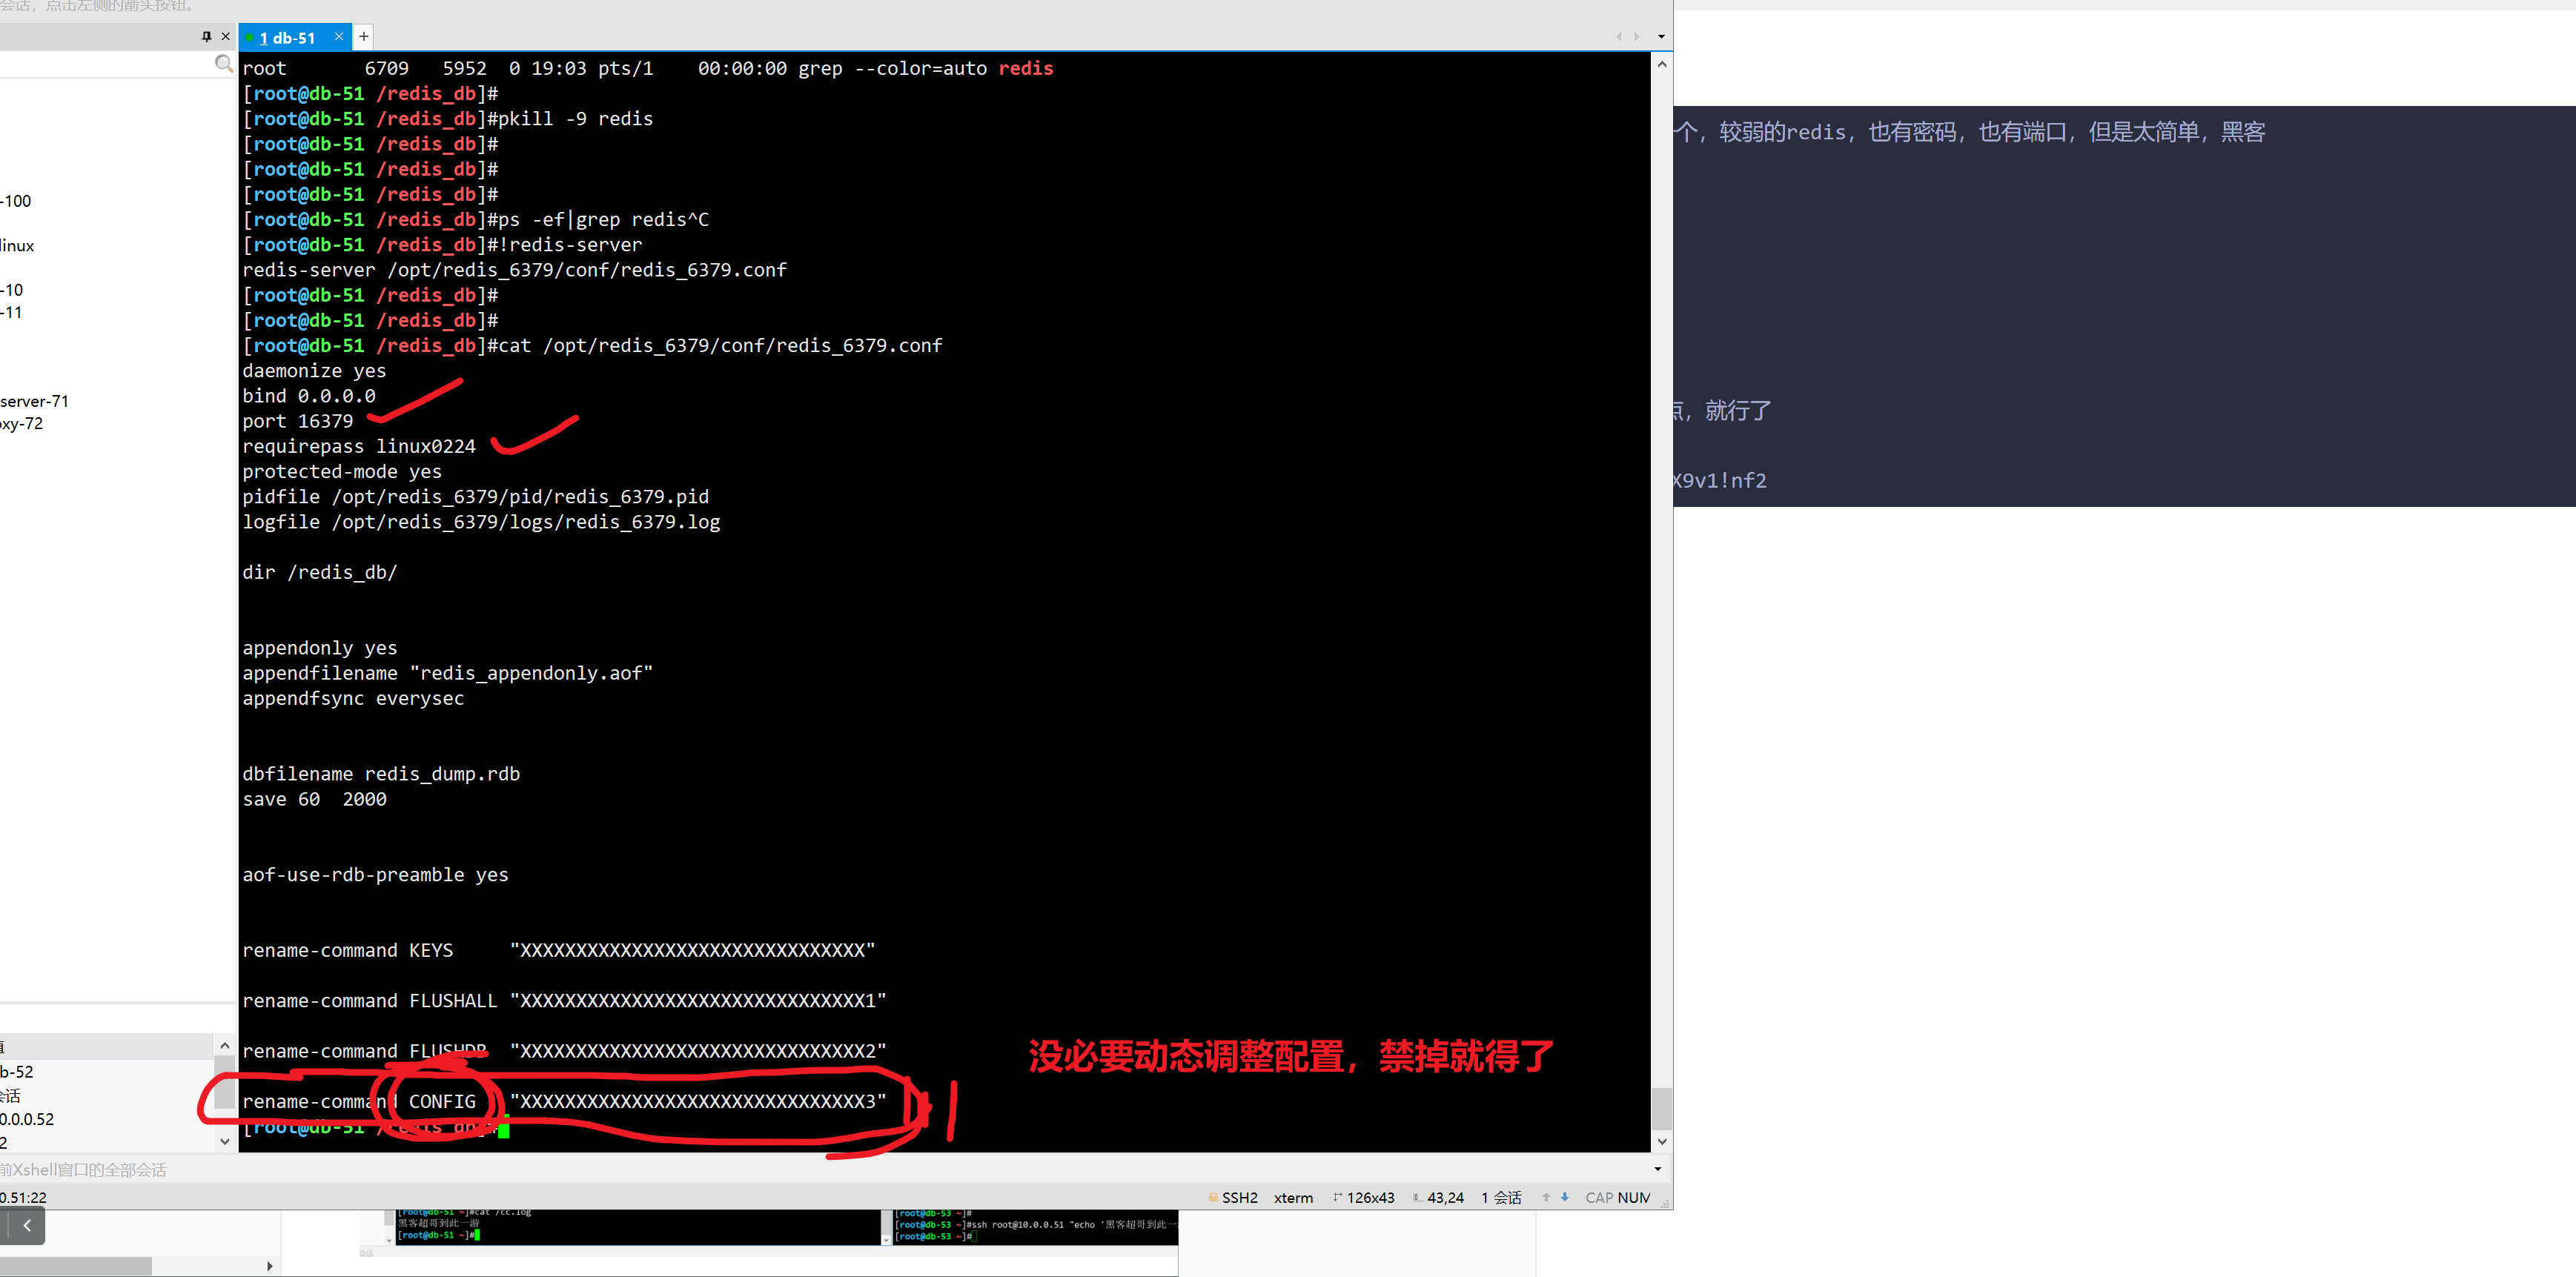 会话，点击左侧的箭头按钮。
1 db-51
root       6709   5952  0 19:03 pts/1    00:00:00 grep --color=auto redis
[root@db-51 /redis_db]#
[root@db-51 /redis_db]#pkill -9 redis
[root@db-51 /redis_db]#
[root@db-51 /redis_db]#
[root@db-51 /redis_db]#
[root@db-51 /redis_db]#ps -ef|grep redis^C
[root@db-51 /redis_db]#!redis-server
redis-server /opt/redis_6379/conf/redis_6379.conf
[root@db-51 /redis_db]#
[root@db-51 /redis_db]#
[root@db-51 /redis_db]#cat /opt/redis_6379/conf/redis_6379.conf
daemonize yes
bind 0.0.0.0
port 16379
requirepass linux0224
protected-mode yes
pidfile /opt/redis_6379/pid/redis_6379.pid
logfile /opt/redis_6379/logs/redis_6379.log
dir /redis_db/
appendonly yes
appendfilename "redis_appendonly.aof"
appendfsync everysec
dbfilename redis_dump.rdb
save 60  2000
aof-use-rdb-preamble yes
rename-command KEYS     "XXXXXXXXXXXXXXXXXXXXXXXXXXXXXXX"
rename-command FLUSHALL "XXXXXXXXXXXXXXXXXXXXXXXXXXXXXXX1"
rename-command FLUSHDB  "XXXXXXXXXXXXXXXXXXXXXXXXXXXXXXX2"
没必要动态调整配置，禁掉就得了
rename-command CONFIG   "XXXXXXXXXXXXXXXXXXXXXXXXXXXXXXX3"
[root@db-51 /redis_db]#
-100
linux
-10
-11
server-71
oxy-72
值
b-52
会话
0.0.0.52
2
前Xshell窗口的全部会话
0.51:22
SSH2 xterm 126x43 43,24 1 会话 CAP NUM
个，较弱的redis，也有密码，也有端口，但是太简单，黑客
点，就行了
X9v1!nf2
[root@db-51 ~]#cat /cc.log
黑客超哥到此一游
[root@db-51 ~]#
[root@db-53 ~]#
[root@db-53 ~]#ssh root@10.0.0.51 "echo '黑客超哥到此一
[root@db-53 ~]#